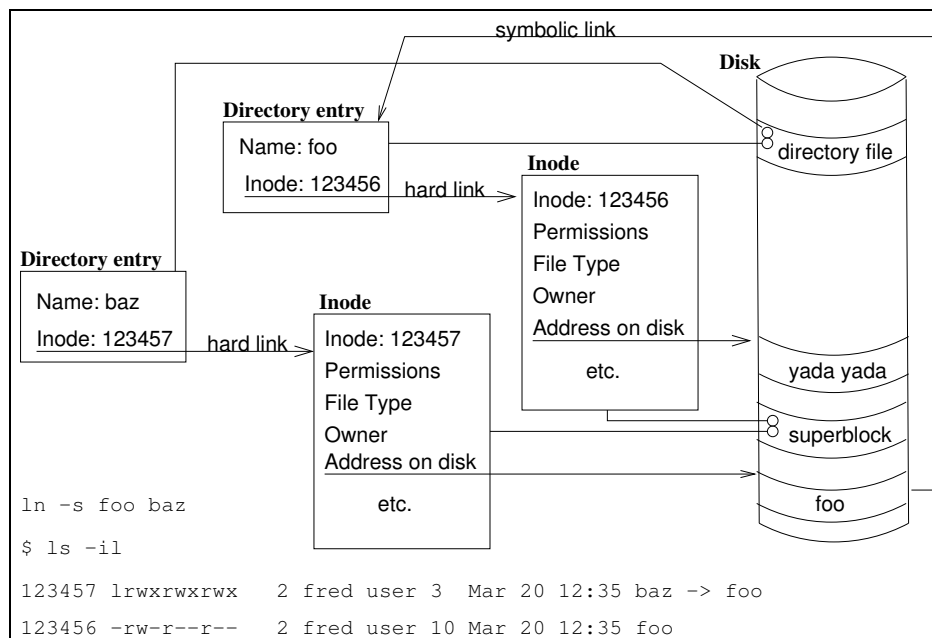 symbolic link
Disk
Directory entry
Name: foo
Inode: 123456
hard link
directory file
Inode
Inode: 123456
Permissions
File Type
Owner
Address on disk
etc.
Directory entry
Name: baz
Inode: 123457
hard link
Inode
Inode: 123457
Permissions
File Type
Owner
Address on disk
etc.
yada yada
superblock
foo
ln -s foo baz
$ ls -il
123457 lrwxrwxrwx 2 fred user 3 Mar 20 12:35 baz -> foo
123456 -rw-r--r-- 2 fred user 10 Mar 20 12:35 foo